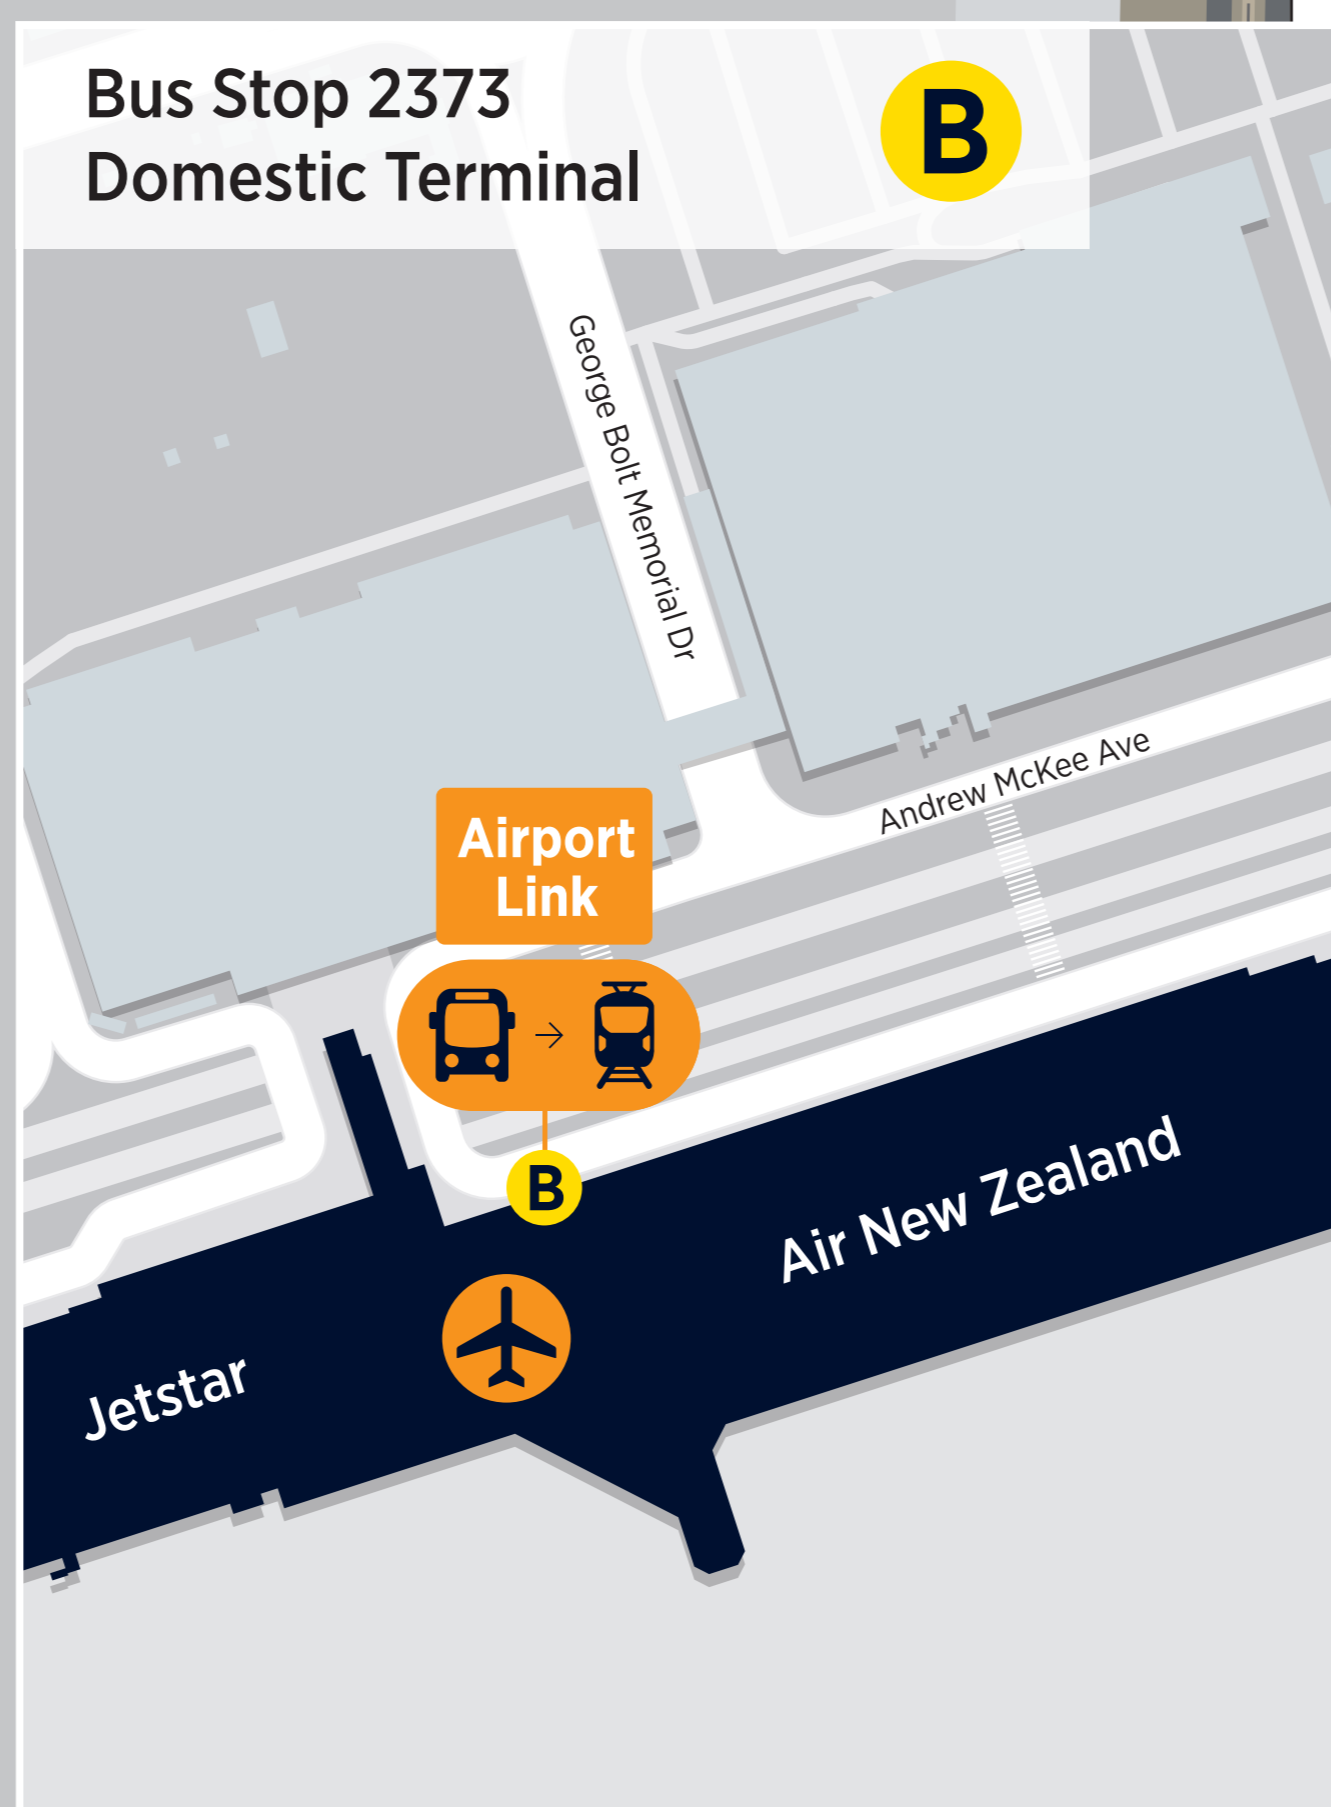 Bus Stop 2373
Domestic Terminal
B
George Bolt Memorial Dr
Andrew McKee Ave
Airport
Link
B
Air New Zealand
Jetstar